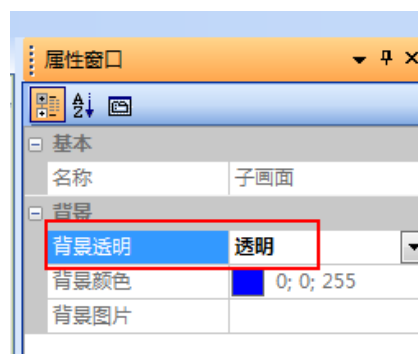 属性窗口
基本
名称 子画面
背景
背景透明 透明
背景颜色 0; 0; 255
背景图片